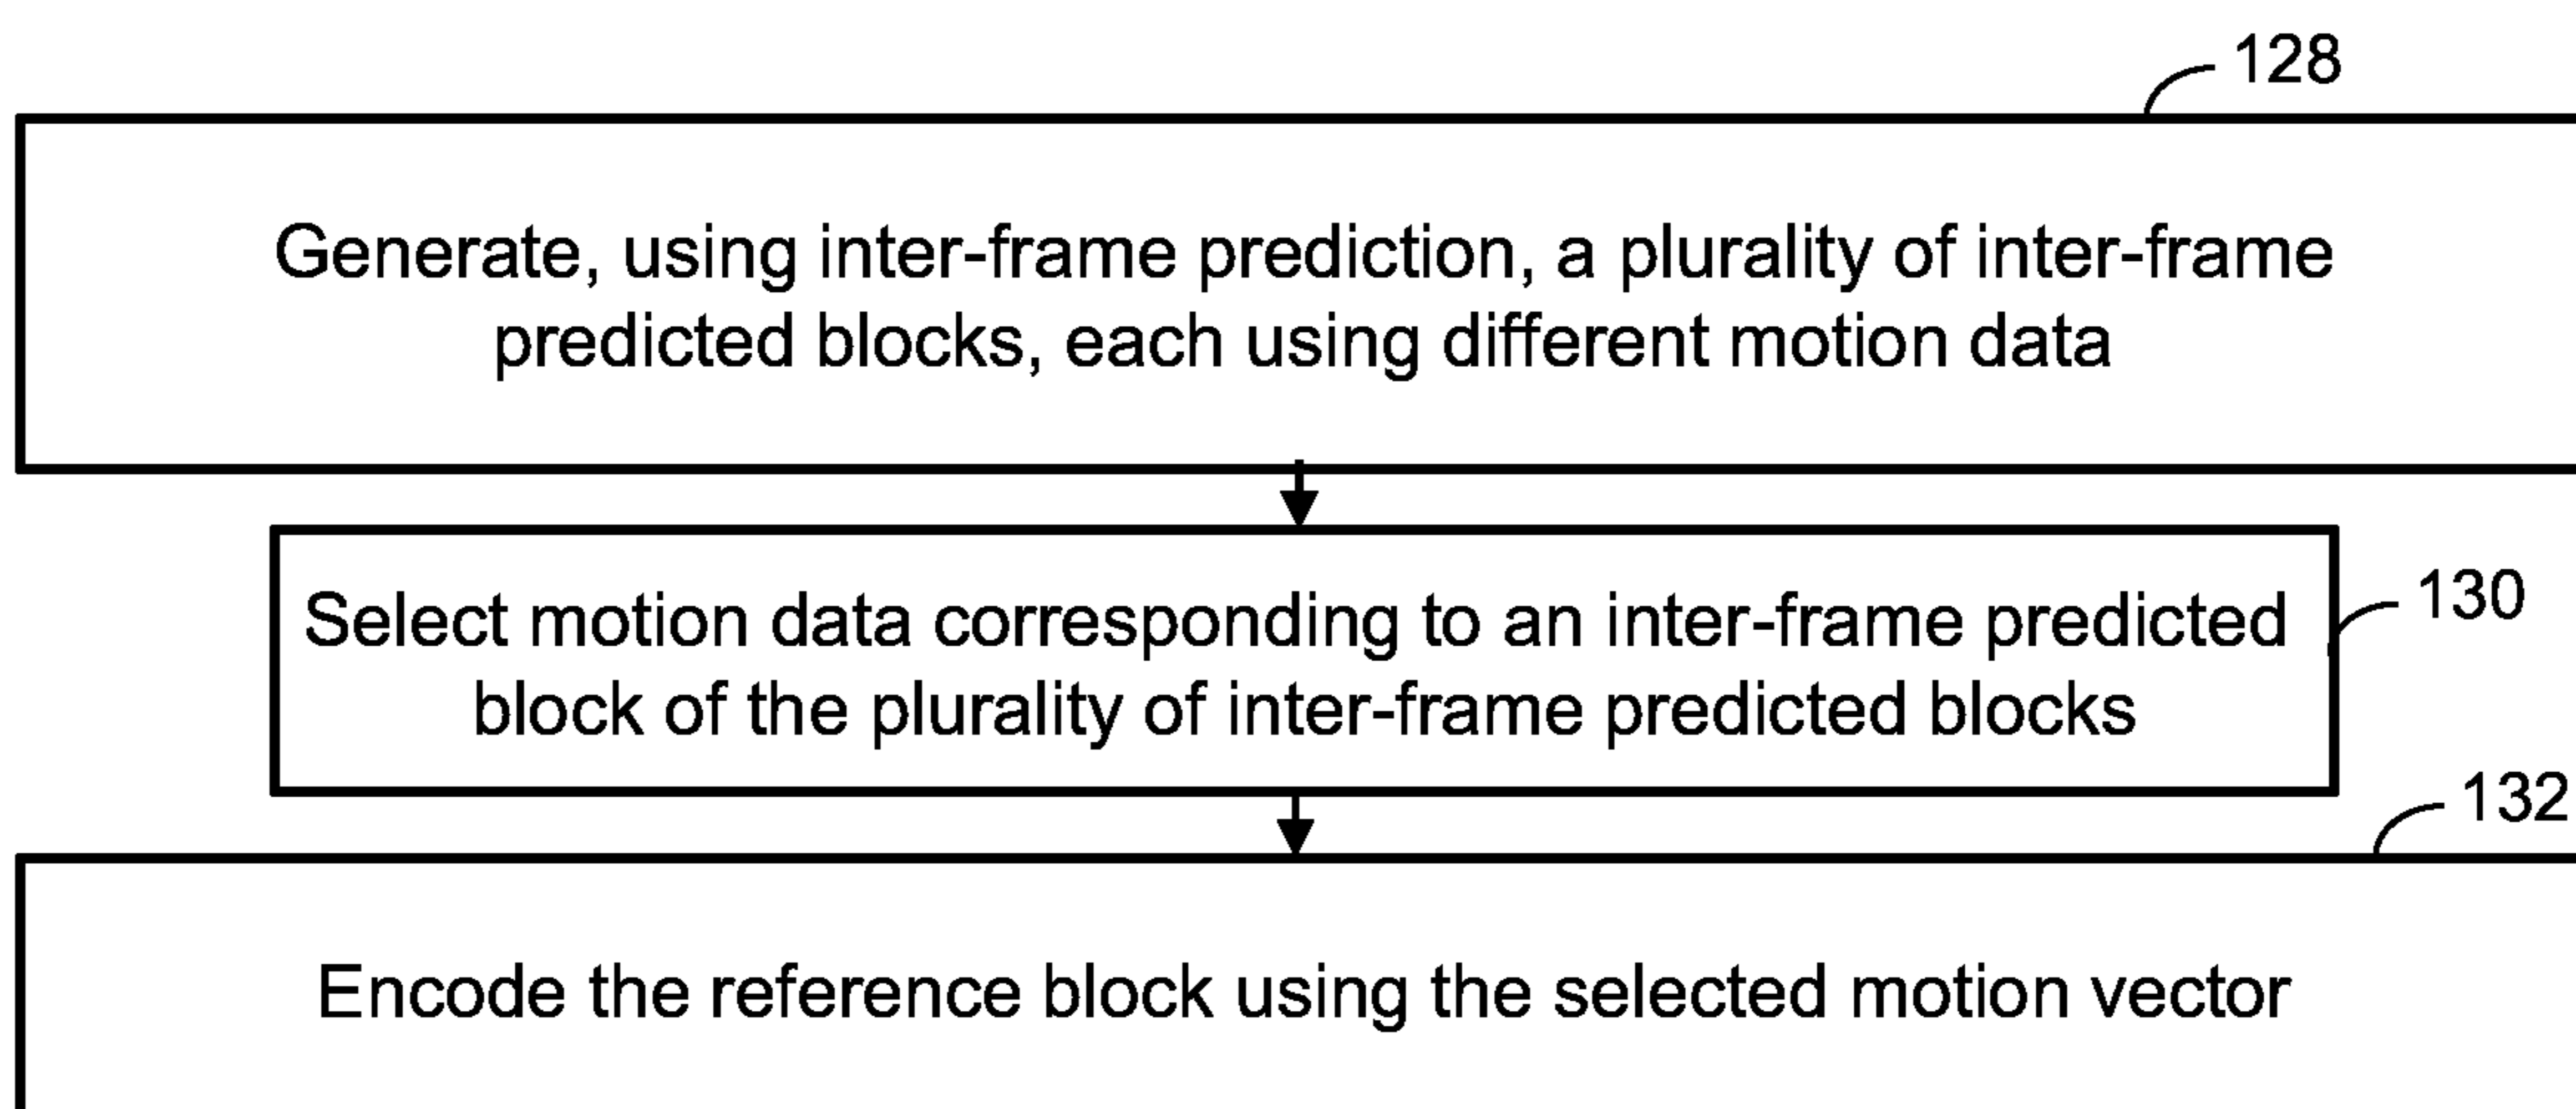 128
Generate, using inter-frame prediction, a plurality of inter-frame
predicted blocks, each using different motion data
Select motion data corresponding to an inter-frame predicted
block of the plurality of inter-frame predicted blocks
130
132
Encode the reference block using the selected motion vector